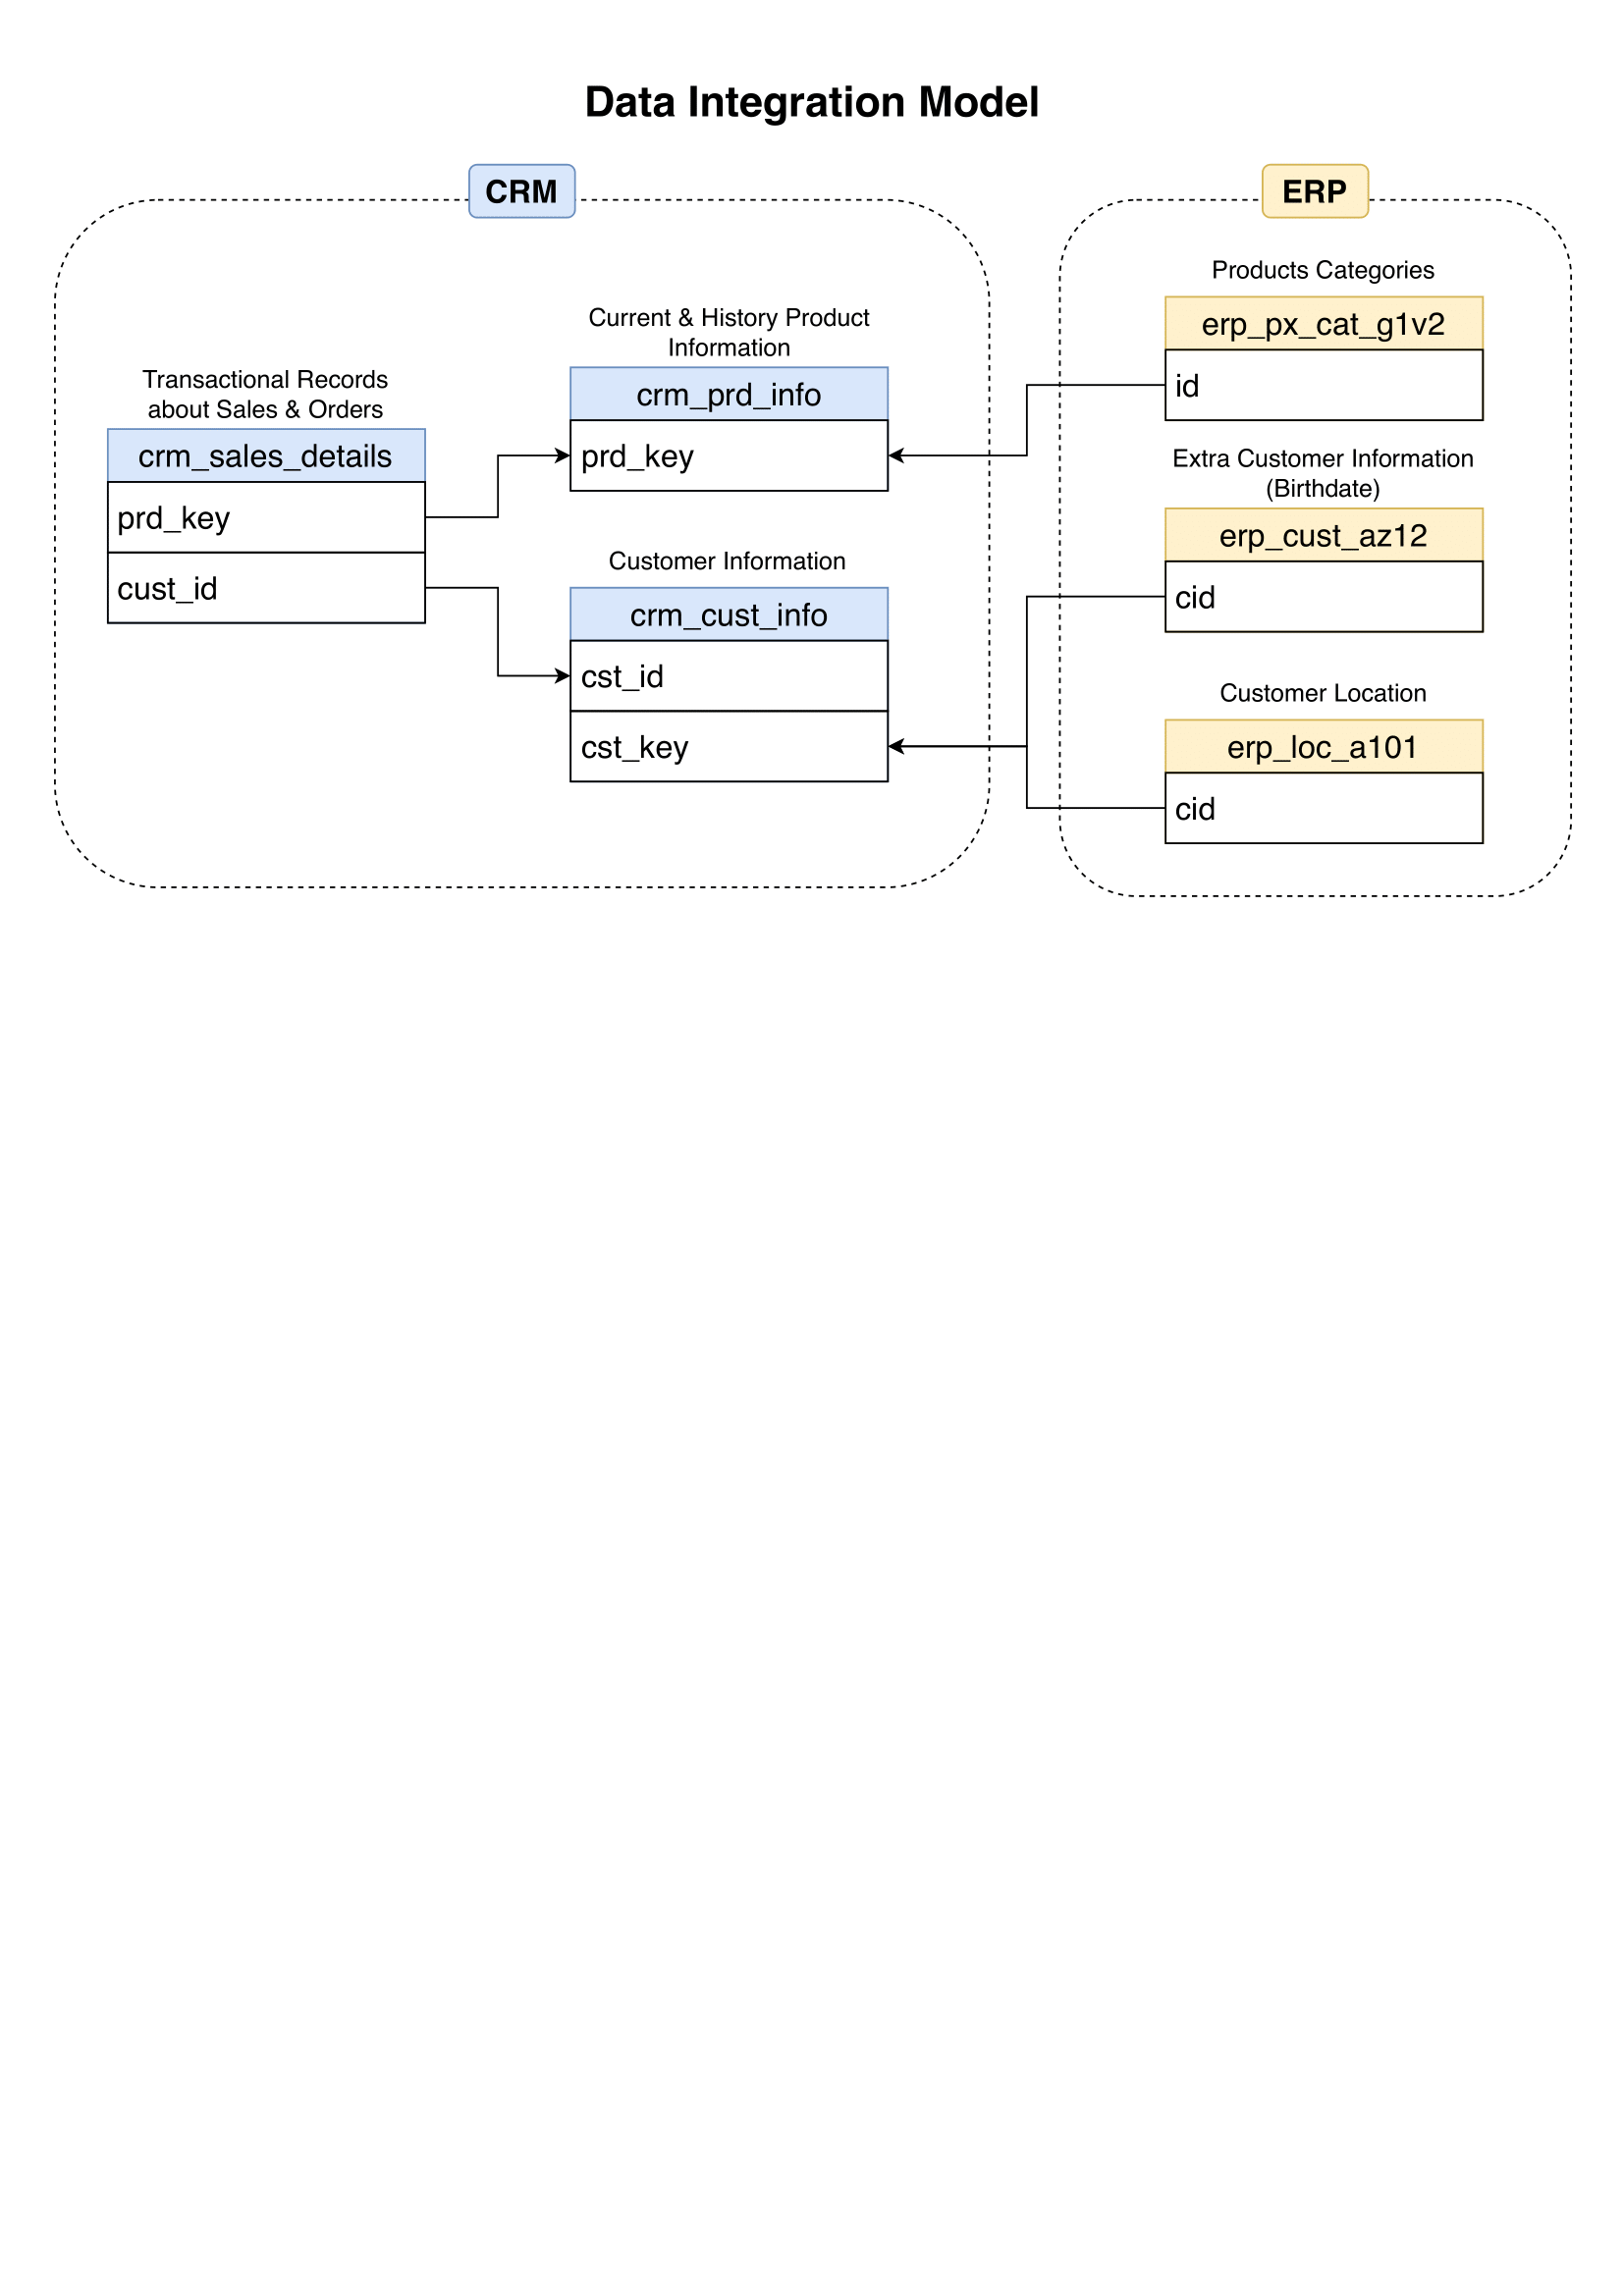 Data Integration Model
CRM
Transactional Records
about Sales & Orders
crm_sales_details
prd_key
cust_id
Current & History Product
Information
crm_prd_info
prd_key
Customer Information
crm_cust_info
cst_id
cst_key
ERP
Products Categories
erp_px_cat_g1v2
id
Extra Customer Information
(Birthdate)
erp_cust_az12
cid
Customer Location
erp_loc_a101
cid